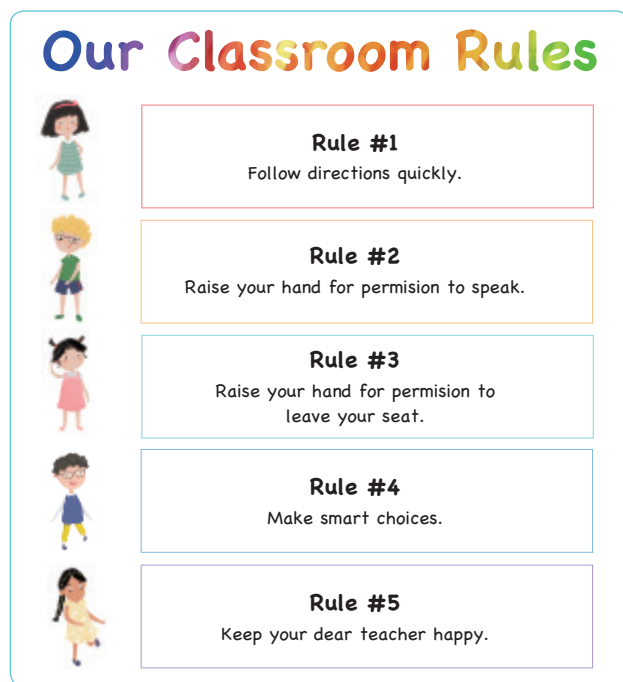 Our Classroom Rules
Rule #1
Follow directions quickly.
Rule #2
Raise your hand for permision to speak.
Rule #3
Raise your hand for permision to
leave your seat.
Rule #4
Make smart choices.
Rule #5
Keep your dear teacher happy.